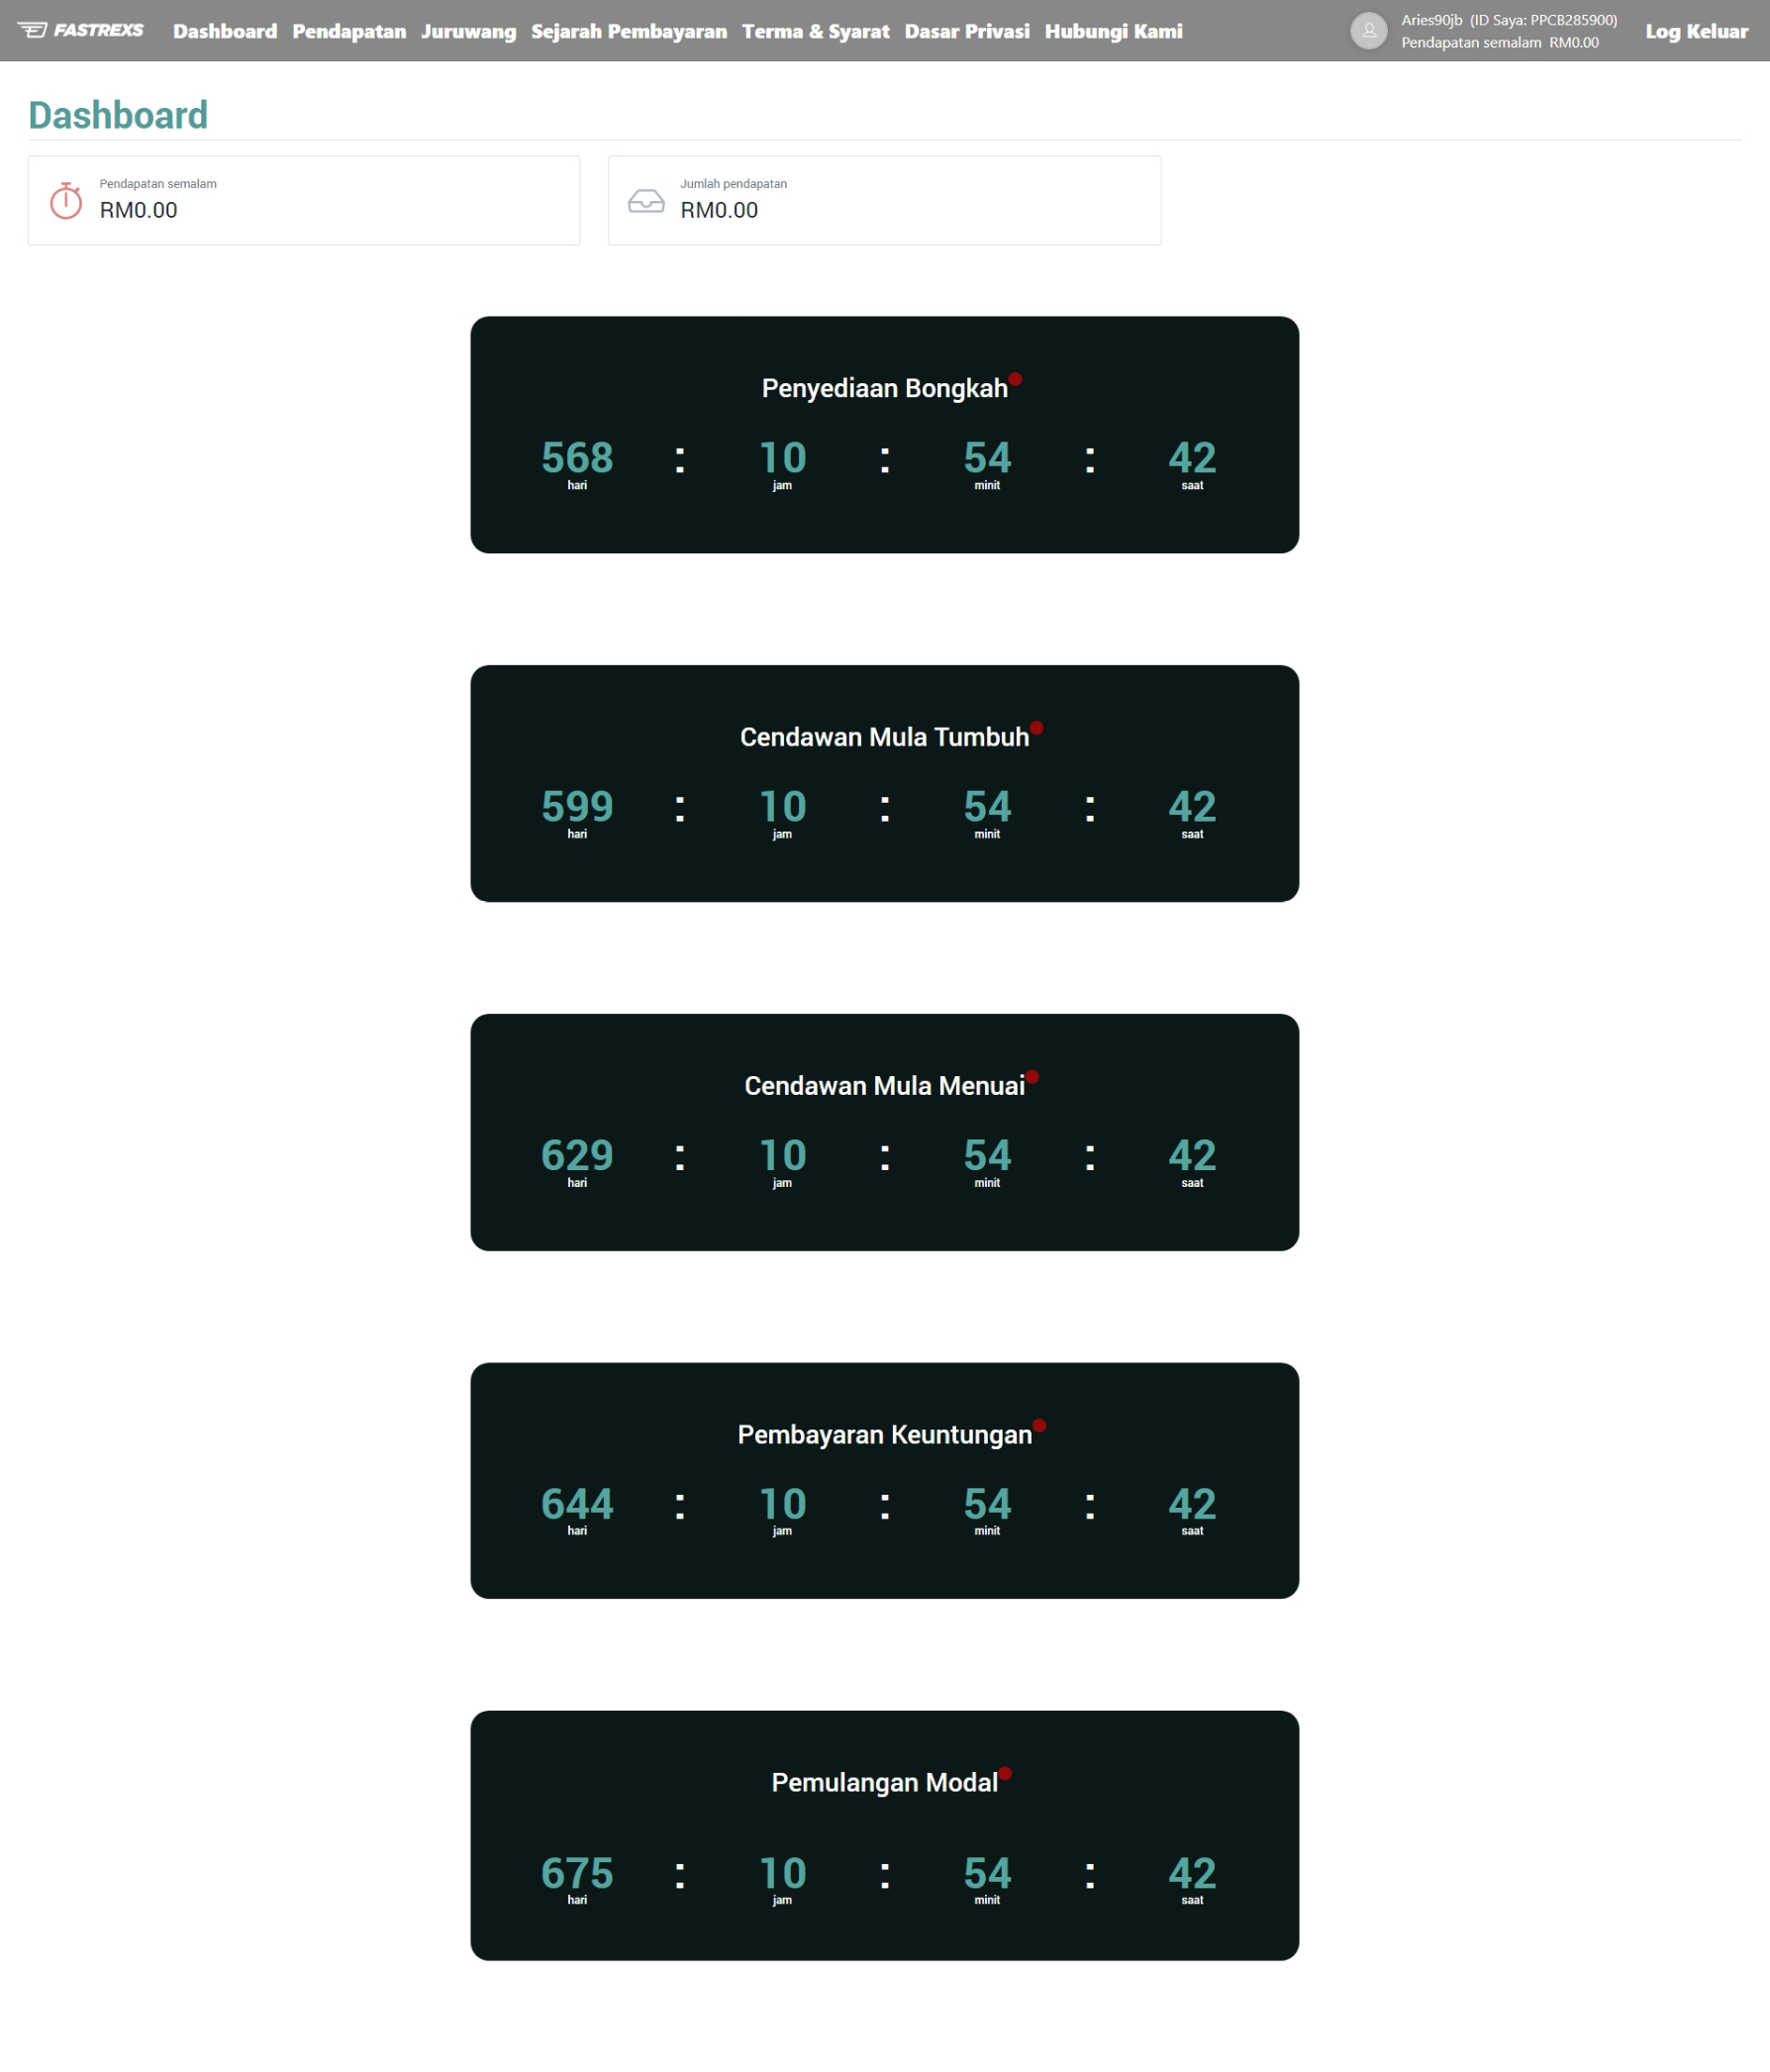 FASTREXS Dashboard Pendapatan Juruwang Sejarah Pembayaran Terma & Syarat Dasar Privasi Hubungi Kami
Aries90jb (ID Saya: PPCB285900)
Pendapatan semalam RM0.00
Log Keluar
Dashboard
Pendapatan semalam
RM0.00
Jumlah pendapatan
RM0.00
Penyediaan Bongkah
568 : 10 : 54 : 42
hari jam minit saat
Cendawan Mula Tumbuh
599 : 10 : 54 : 42
hari jam minit saat
Cendawan Mula Menuai
629 : 10 : 54 : 42
hari jam minit saat
Pembayaran Keuntungan
644 : 10 : 54 : 42
hari jam minit saat
Pemulangan Modal
675 : 10 : 54 : 42
hari jam minit saat